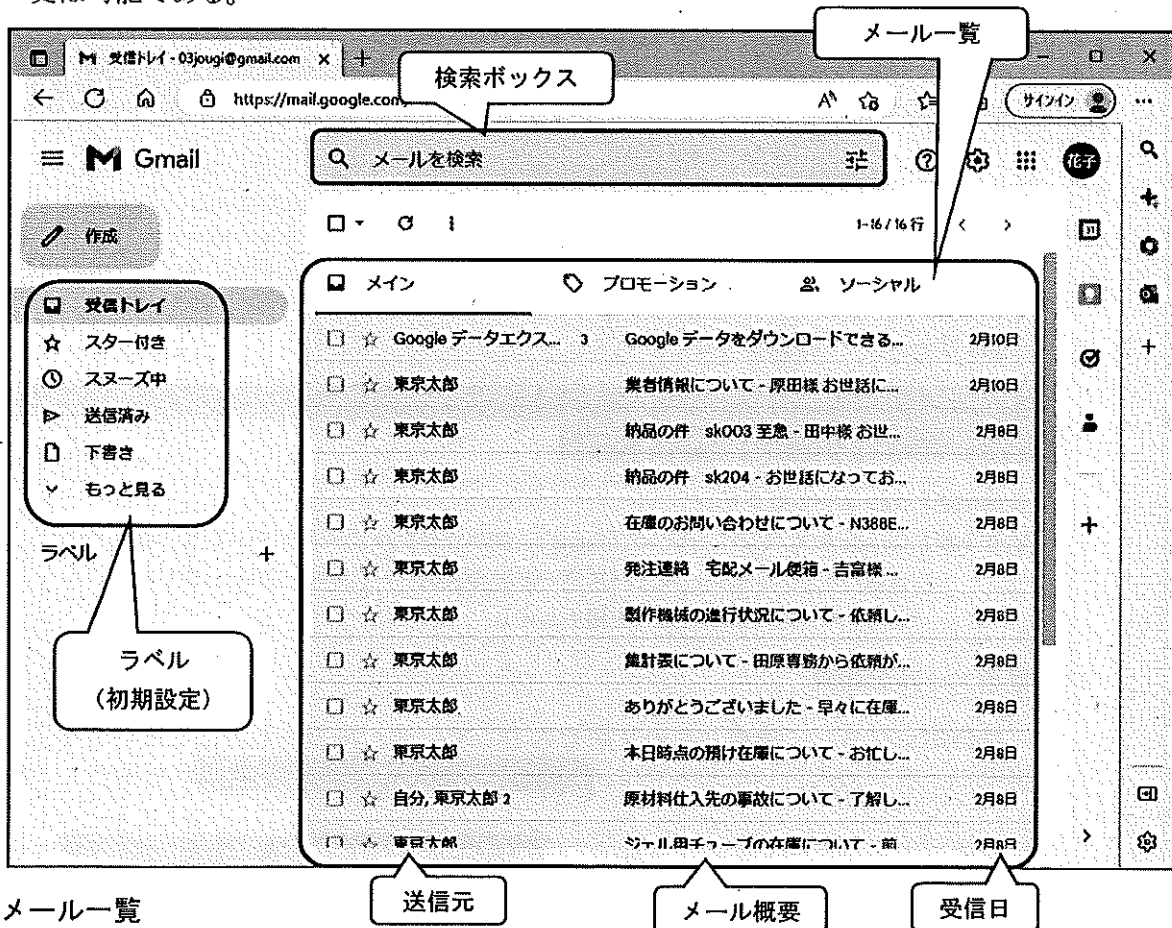 メール一覧
受信トレイ - 03jougi@gmail.com
検索ボックス
https://mail.google.com/
サインイン
Gmail
メールを検索
花子
作成
1-16 / 16 行
メイン
プロモーション
ソーシャル
受信トレイ
スター付き
スヌーズ中
送信済み
下書き
もっと見る
ラベル
ラベル
(初期設定)
Google データエクス... 3 Google データをダウンロードできる... 2月10日
東京太郎 業者情報について - 原田様 お世話に... 2月10日
東京太郎 納品の件 sk003 至急 - 田中様 お世... 2月8日
東京太郎 納品の件 sk204 - お世話になってお... 2月8日
東京太郎 在庫のお問い合わせについて - N388E... 2月8日
東京太郎 発注連絡 宅配メール便箱 - 吉富様 ... 2月8日
東京太郎 製作機械の進行状況について - 依頼し... 2月8日
東京太郎 集計表について - 田原専務から依頼が... 2月8日
東京太郎 ありがとうございました - 早々に在庫... 2月8日
東京太郎 本日時点の預け在庫について - お忙し... 2月8日
自分, 東京太郎 2 原材料仕入先の事故について - 了解し... 2月8日
東京太郎 ジェル用チューブの在庫について - 前 2月8日
メール一覧
送信元
メール概要
受信日